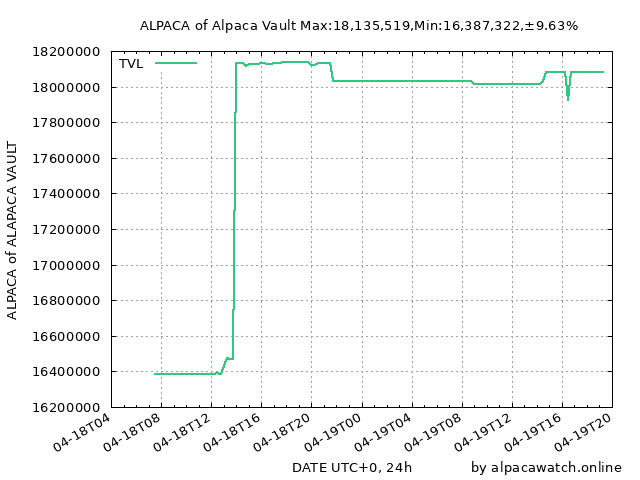 ALPACA of Alpaca Vault Max:18,135,519,Min:16,387,322,±9.63%
18200000
TVL
18000000
17800000
17600000
17400000
17200000
17000000
16800000
16600000
16400000
16200000
ALPACA of ALAPACA VAULT
04-18T04
04-18T08
04-18T12
04-18T16
04-18T20
04-19T00
04-19T04
04-19T08
04-19T12
04-19T16
04-19T20
DATE UTC+0, 24h
by alpacawatch.online